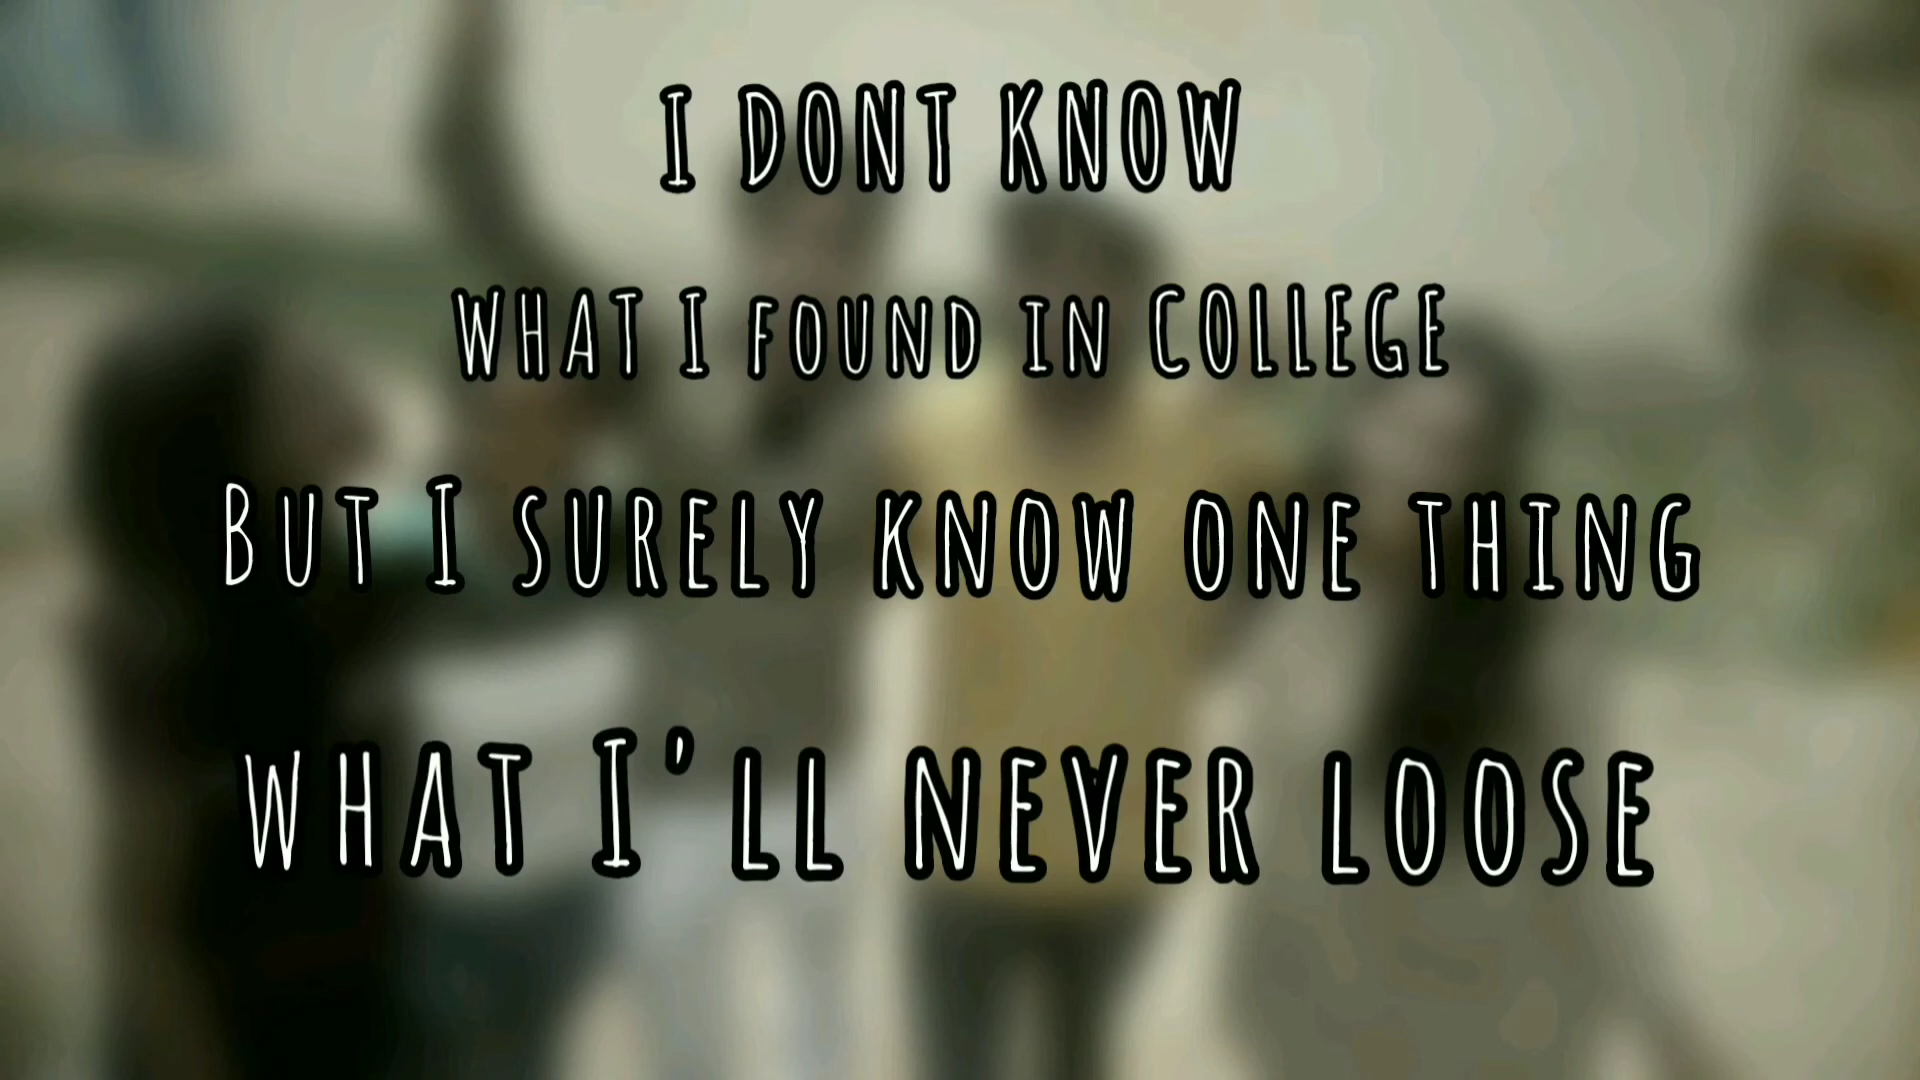 I DONT KNOW
WHAT I FOUND IN COLLEGE
BUT I SURELY KNOW ONE THING
WHAT I'LL NEVER LOOSE